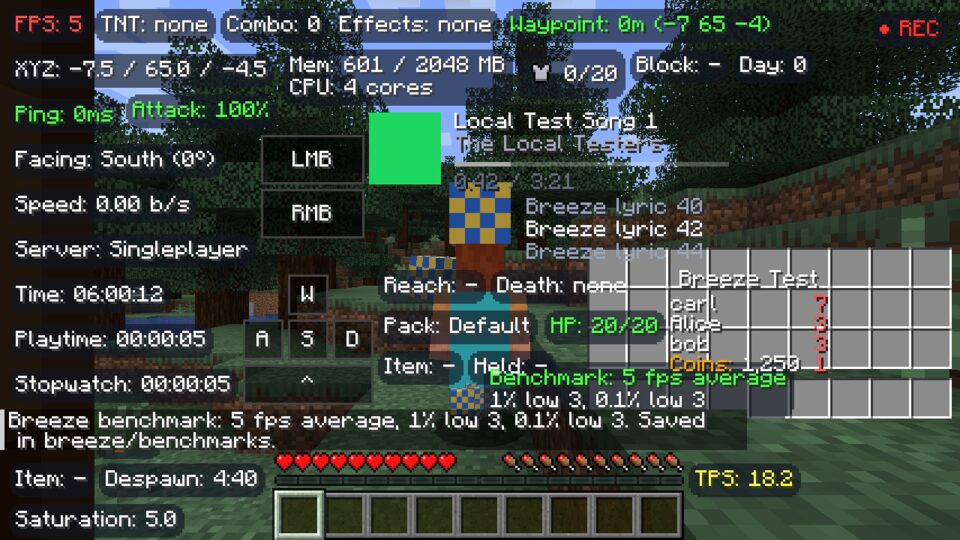 FPS: 5 TNT: none Combo: 0 Effects: none Waypoint: 0m (-7 65 -4) REC
XYZ: -7.5 / 65.0 / -4.5 Mem: 601 / 2048 MB 0/20 Block: - Day: 0
CPU: 4 cores
Ping: 0ms Attack: 100%
Local Test Song 1
The Local Testers
Facing: South (0°) LMB
0:42 / 3:21
Speed: 0.00 b/s RMB
Breeze lyric 40
Breeze lyric 42
Breeze lyric 44
Server: Singleplayer
Reach: - Death: none
Breeze Test
Time: 06:00:12 W
carl 7
Alice 3
bob 3
Coins: 1,250 1
Pack: Default HP: 20/20
Playtime: 00:00:05 A S D
Item: - Held: -
Stopwatch: 00:00:05 ^
Benchmark: 5 fps average
1% low 3, 0.1% low 3
Breeze benchmark: 5 fps average, 1% low 3, 0.1% low 3. Saved
in breeze/benchmarks.
Item: - Despawn: 4:40 TPS: 18.2
Saturation: 5.0